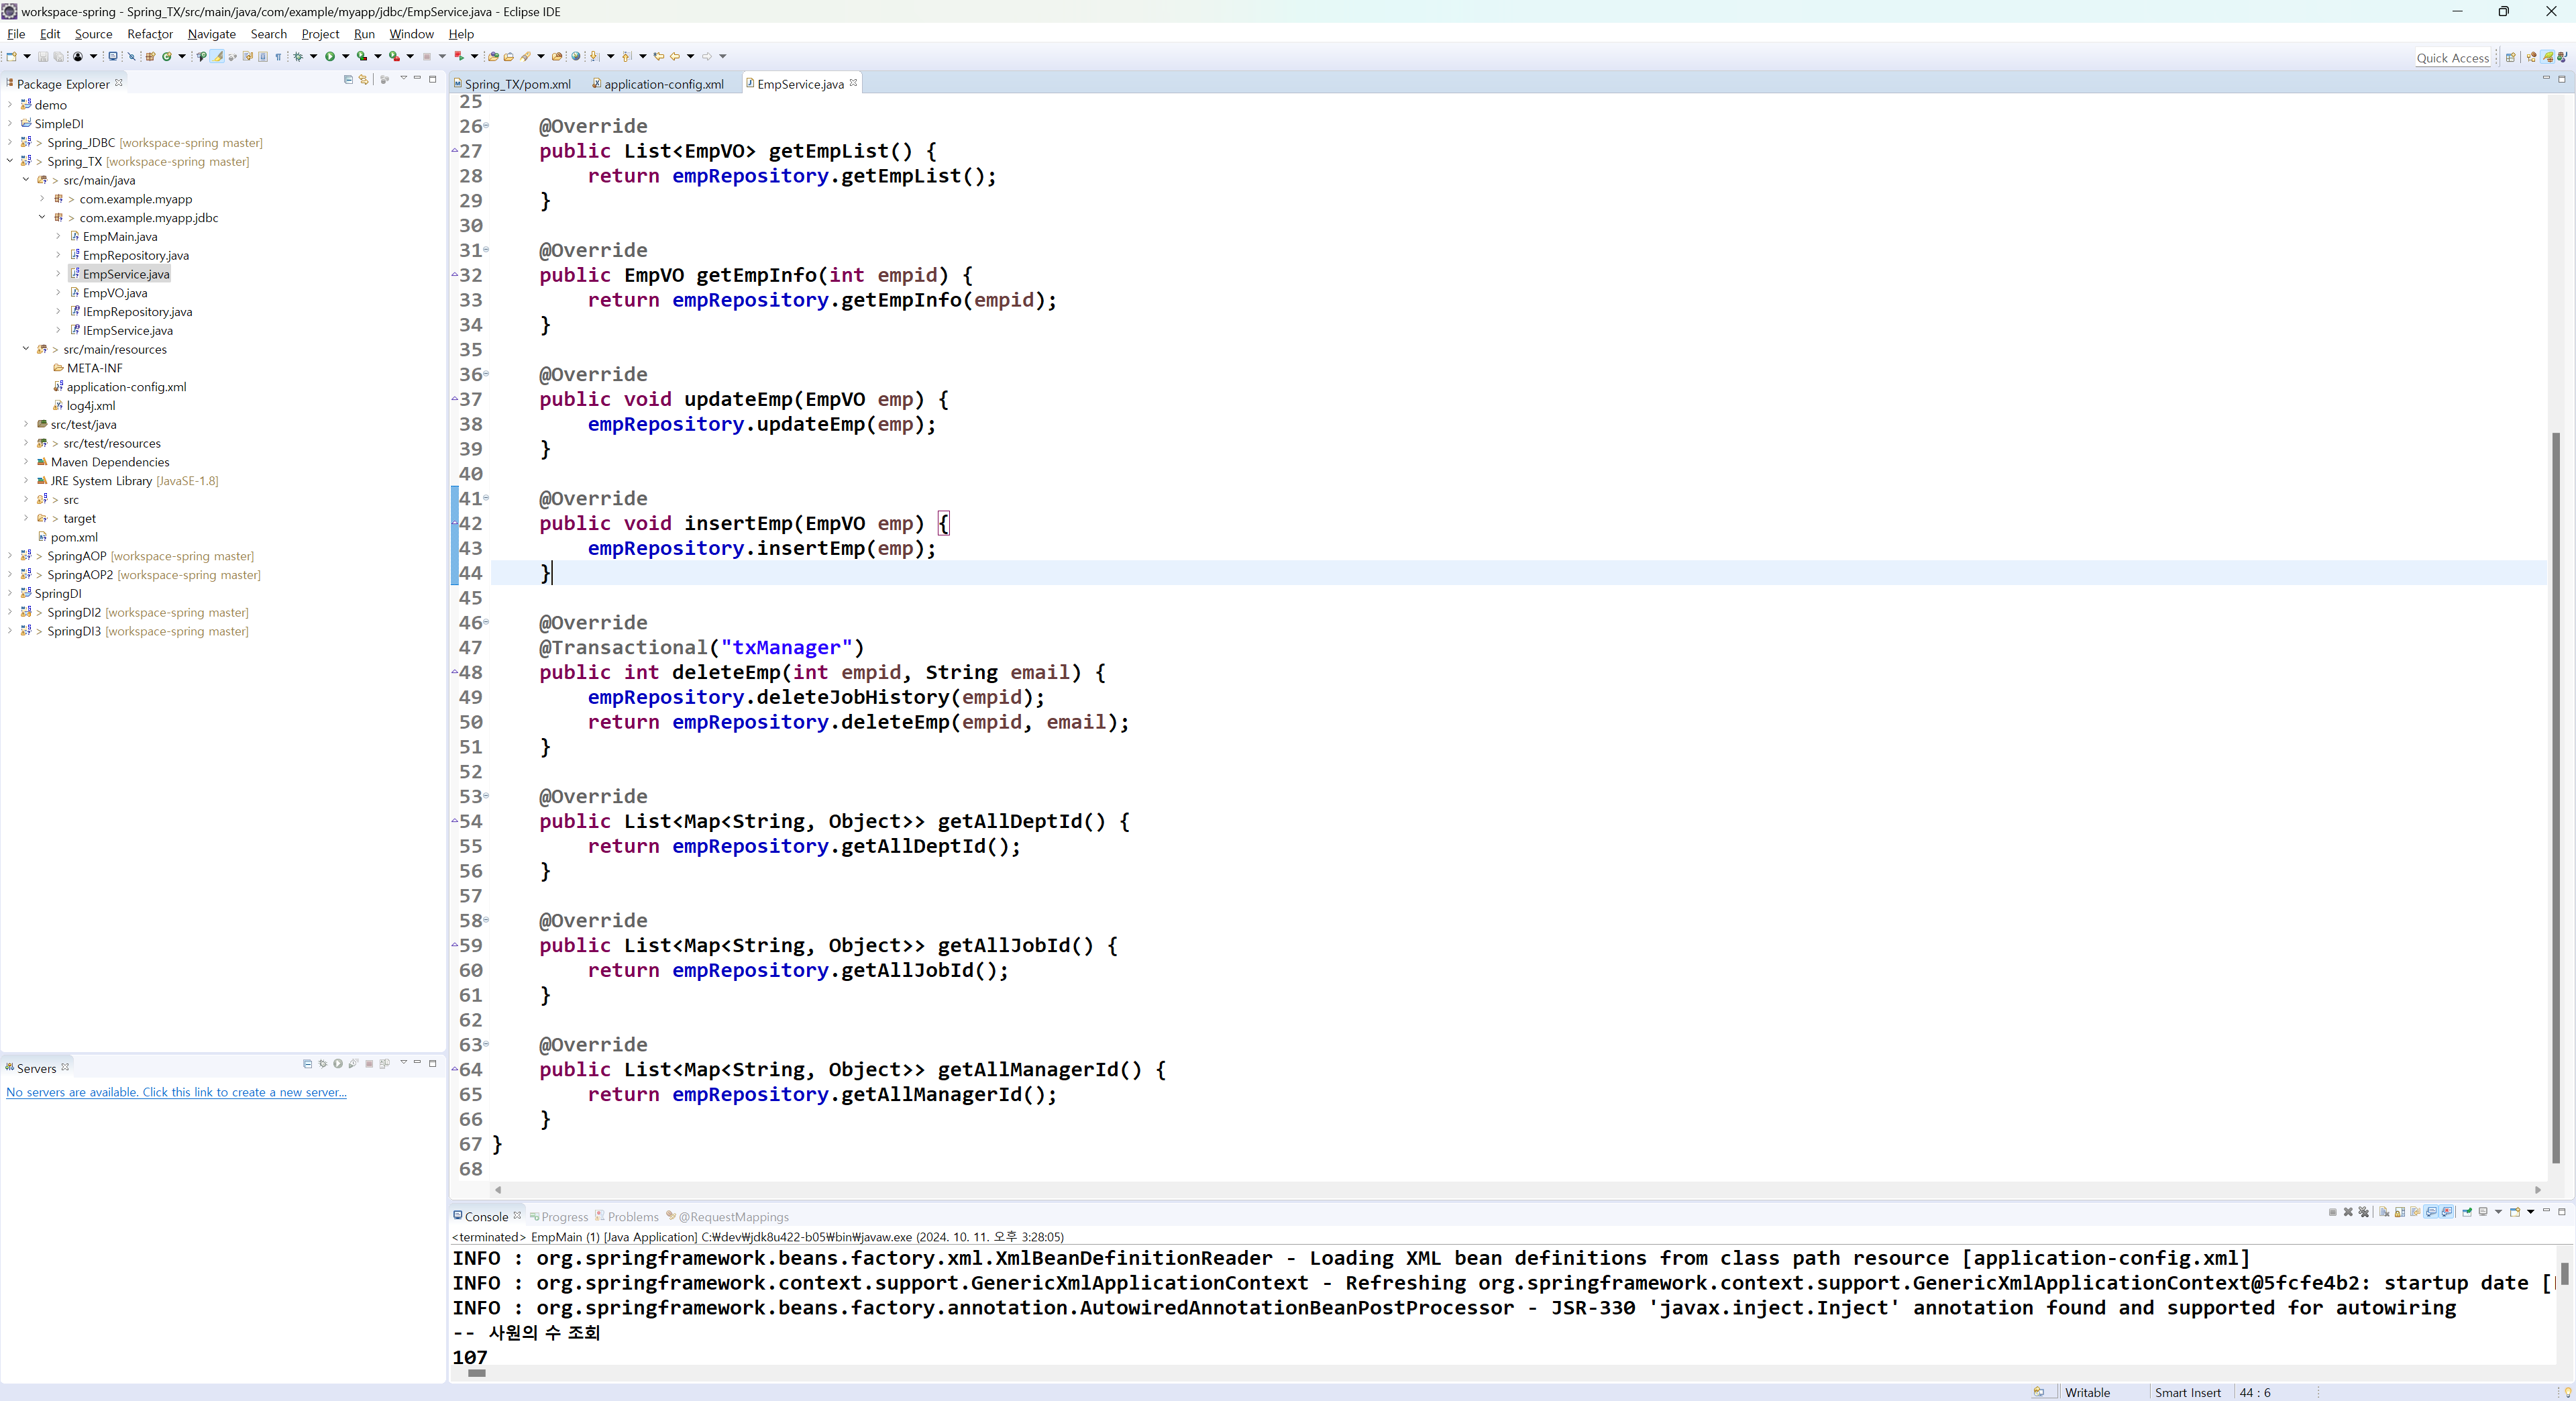 workspace-spring - Spring_TX/src/main/java/com/example/myapp/jdbc/EmpService.java - Eclipse IDE
File Edit Source Refactor Navigate Search Project Run Window Help
Quick Access
Package Explorer
demo
SimpleDI
> Spring_JDBC [workspace-spring master]
> Spring_TX [workspace-spring master]
> src/main/java
> com.example.myapp
> com.example.myapp.jdbc
EmpMain.java
EmpRepository.java
EmpService.java
EmpVO.java
IEmpRepository.java
IEmpService.java
> src/main/resources
META-INF
application-config.xml
log4j.xml
src/test/java
> src/test/resources
Maven Dependencies
JRE System Library [JavaSE-1.8]
> src
> target
pom.xml
> SpringAOP [workspace-spring master]
> SpringAOP2 [workspace-spring master]
SpringDI
> SpringDI2 [workspace-spring master]
> SpringDI3 [workspace-spring master]
Servers
No servers are available. Click this link to create a new server...
Spring_TX/pom.xml application-config.xml EmpService.java
25
26 @Override
27 public List<EmpVO> getEmpList() {
28 return empRepository.getEmpList();
29 }
30
31 @Override
32 public EmpVO getEmpInfo(int empid) {
33 return empRepository.getEmpInfo(empid);
34 }
35
36 @Override
37 public void updateEmp(EmpVO emp) {
38 empRepository.updateEmp(emp);
39 }
40
41 @Override
42 public void insertEmp(EmpVO emp) {
43 empRepository.insertEmp(emp);
44 }
45
46 @Override
47 @Transactional("txManager")
48 public int deleteEmp(int empid, String email) {
49 empRepository.deleteJobHistory(empid);
50 return empRepository.deleteEmp(empid, email);
51 }
52
53 @Override
54 public List<Map<String, Object>> getAllDeptId() {
55 return empRepository.getAllDeptId();
56 }
57
58 @Override
59 public List<Map<String, Object>> getAllJobId() {
60 return empRepository.getAllJobId();
61 }
62
63 @Override
64 public List<Map<String, Object>> getAllManagerId() {
65 return empRepository.getAllManagerId();
66 }
67 }
68
Console Progress Problems @RequestMappings
<terminated> EmpMain (1) [Java Application] C:₩dev₩jdk8u422-b05₩bin₩javaw.exe (2024. 10. 11. 오후 3:28:05)
INFO : org.springframework.beans.factory.xml.XmlBeanDefinitionReader - Loading XML bean definitions from class path resource [application-config.xml]
INFO : org.springframework.context.support.GenericXmlApplicationContext - Refreshing org.springframework.context.support.GenericXmlApplicationContext@5fcfe4b2: startup date [
INFO : org.springframework.beans.factory.annotation.AutowiredAnnotationBeanPostProcessor - JSR-330 'javax.inject.Inject' annotation found and supported for autowiring
-- 사원의 수 조회
107
Writable Smart Insert 44 : 6